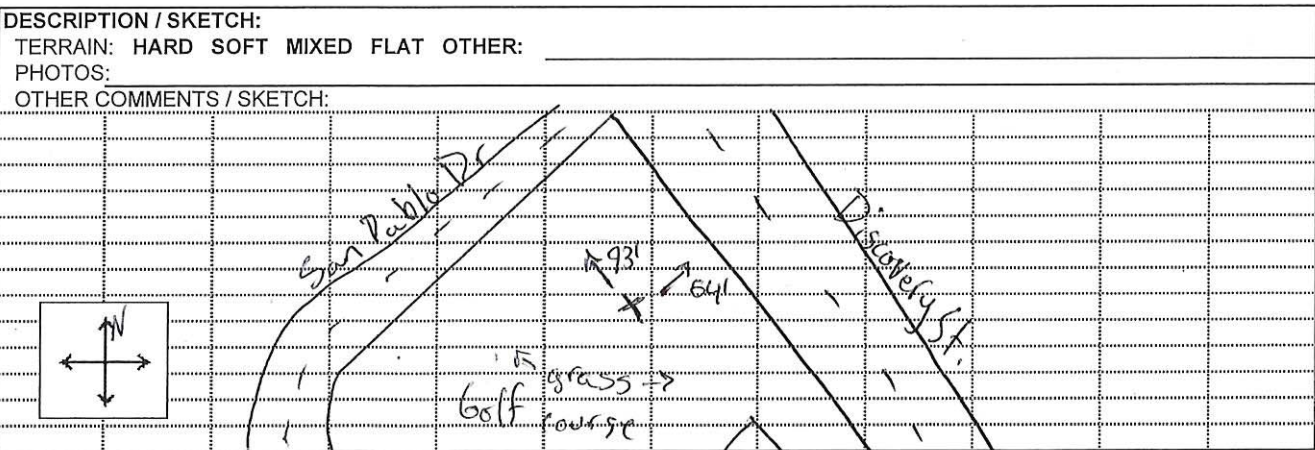 DESCRIPTION / SKETCH:
TERRAIN: HARD SOFT MIXED FLAT OTHER:
PHOTOS:
OTHER COMMENTS / SKETCH:
San Pablo Dr
Discovery St.
93'
64'
N
grass
Golf course